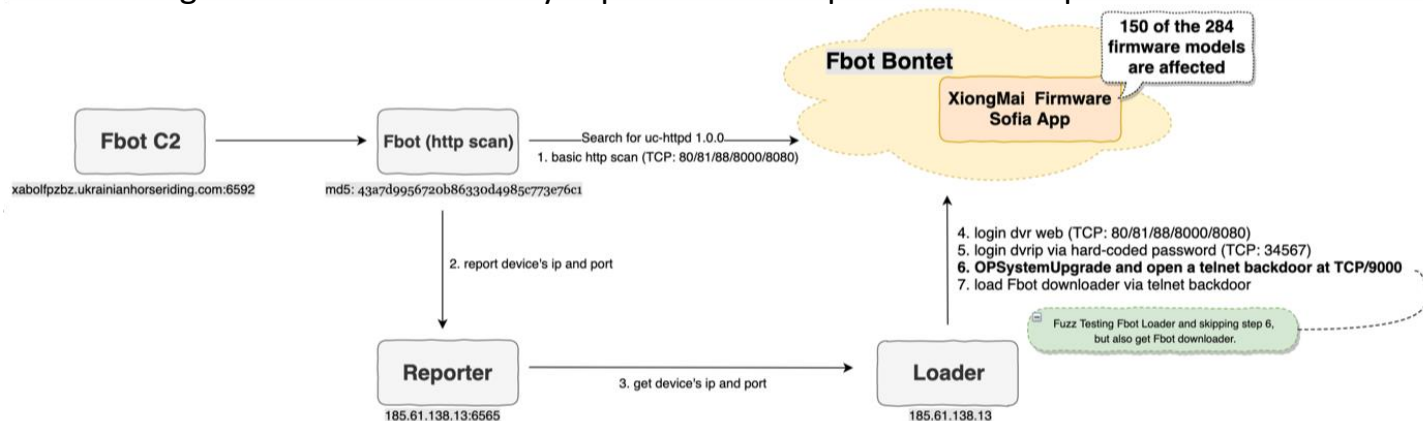 150 of the 284
firmware models
are affected
Fbot Bontet
XiongMai Firmware
Sofia App
Fbot C2
Fbot (http scan)
Search for uc-httpd 1.0.0
1. basic http scan (TCP: 80/81/88/8000/8080)
xabolfpzbz.ukrainianhorseriding.com:6592
md5: 43a7d9956720b86330d4985c773e76c1
2. report device's ip and port
4. login dvr web (TCP: 80/81/88/8000/8080)
5. login dvrip via hard-coded password (TCP: 34567)
6. OPSystemUpgrade and open a telnet backdoor at TCP/9000
7. load Fbot downloader via telnet backdoor
Fuzz Testing Fbot Loader and skipping step 6,
but also get Fbot downloader.
Reporter
3. get device's ip and port
Loader
185.61.138.13:6565
185.61.138.13